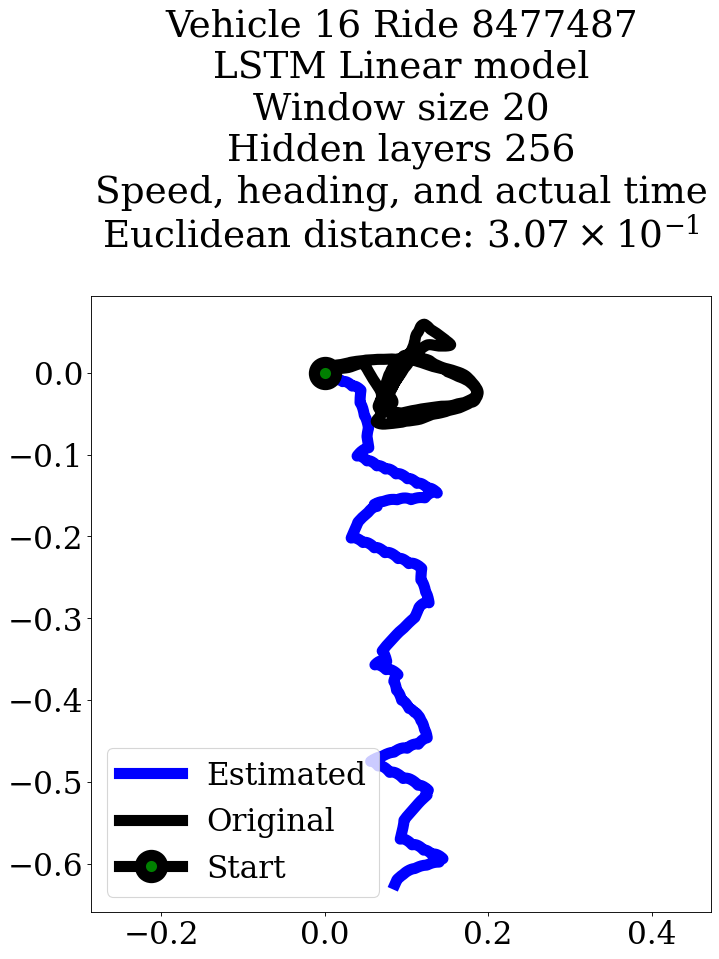 Vehicle 16 Ride 8477487
LSTM Linear model
Window size 20
Hidden layers 256
Speed, heading, and actual time
Euclidean distance: 3.07 × 10⁻¹
0.0
−0.1
−0.2
−0.3
−0.4
−0.5
−0.6
Estimated
Original
Start
−0.2 0.0 0.2 0.4